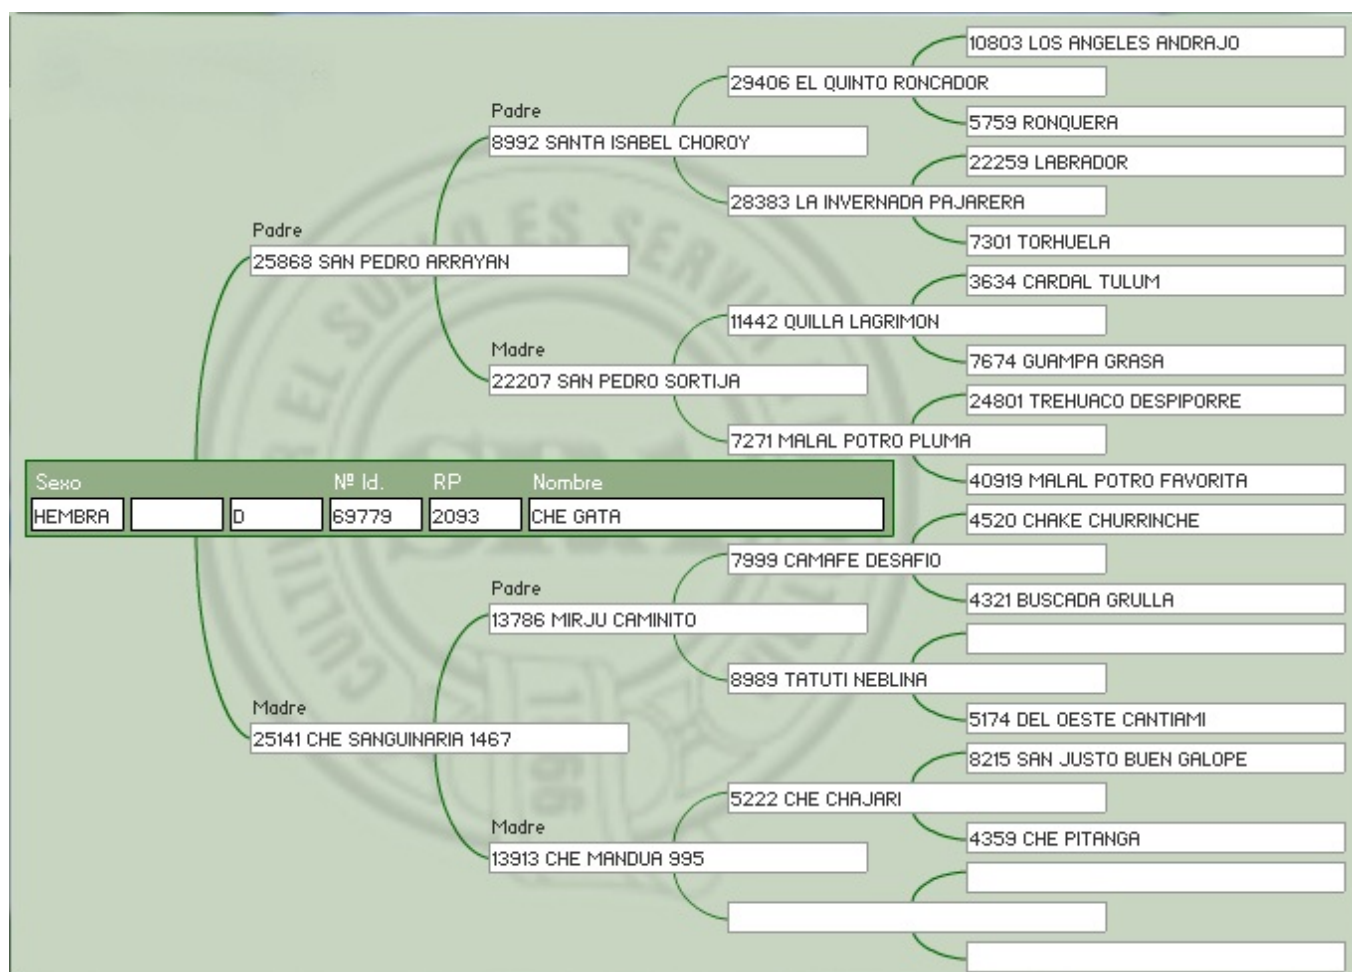 10803 LOS ANGELES ANDRAJO
29406 EL QUINTO RONCADOR
Padre
5759 RONQUERA
8992 SANTA ISABEL CHOROY
22259 LABRADOR
28383 LA INVERNADA PAJARERA
Padre
7301 TORHUELA
25868 SAN PEDRO ARRAYAN
3634 CARDAL TULUM
11442 QUILLA LAGRIMON
Madre
7674 GUAMPA GRASA
22207 SAN PEDRO SORTIJA
24801 TREHUACO DESPIPORRE
7271 MALAL POTRO PLUMA
40919 MALAL POTRO FAVORITA
Sexo Nº Id. RP Nombre
HEMBRA D 69779 2093 CHE GATA
4520 CHAKE CHURRINCHE
7999 CAMAFE DESAFIO
Padre
4321 BUSCADA GRULLA
13786 MIRJU CAMINITO
8989 TATUTI NEBLINA
Madre
5174 DEL OESTE CANTIAMI
25141 CHE SANGUINARIA 1467
8215 SAN JUSTO BUEN GALOPE
5222 CHE CHAJARI
Madre
4359 CHE PITANGA
13913 CHE MANDUA 995
1866